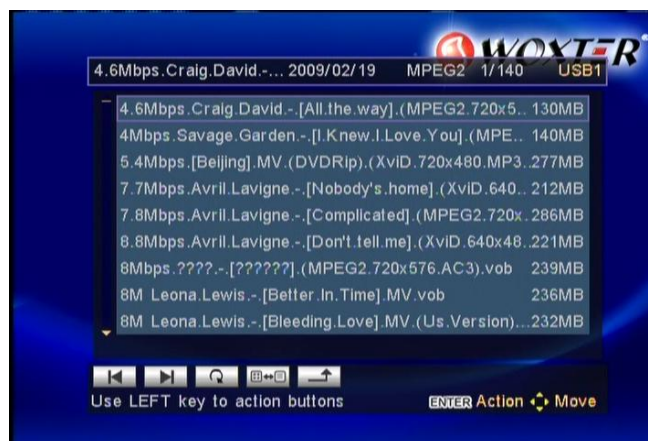 WOXTER
4.6Mbps.Craig.David.-... 2009/02/19 MPEG2 1/140 USB1
4.6Mbps.Craig.David.-.[All.the.way].(MPEG2.720x5.. 130MB
4Mbps.Savage.Garden.-.[I.Knew.I.Love.You].(MPE.. 140MB
5.4Mbps.[Beijing].MV.(DVDRip).(XviD.720x480.MP3..277MB
7.7Mbps.Avril.Lavigne.-.[Nobody's.home].(XviD.640.. 212MB
7.8Mbps.Avril.Lavigne.-.[Complicated].(MPEG2.720x.286MB
8.8Mbps.Avril.Lavigne.-.[Don't.tell.me].(XviD.640x48..221MB
8Mbps.????.-.[??????].(MPEG2.720x576.AC3).vob 239MB
8M Leona.Lewis.-.[Better.In.Time].MV.vob 236MB
8M Leona.Lewis.-.[Bleeding.Love].MV.(Us.Version)...232MB
Use LEFT key to action buttons ENTER Action Move